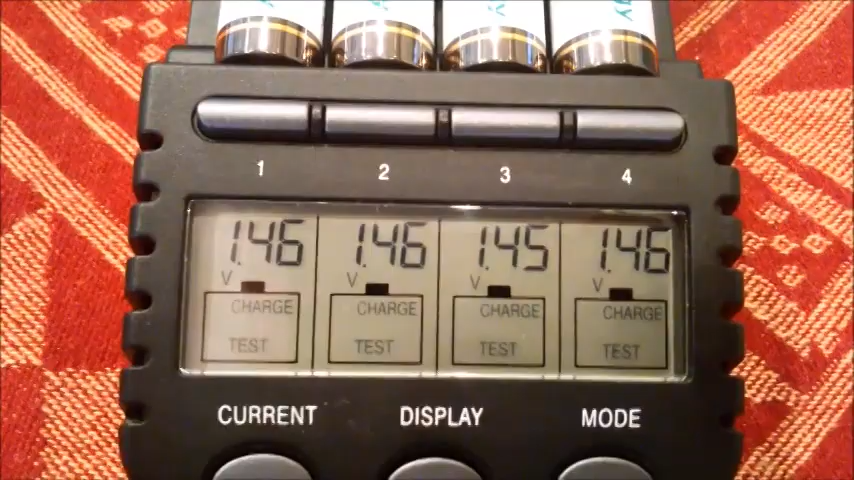 1 2 3 4
1.46 1.46 1.45 1.46
V V V V
CHARGE CHARGE CHARGE CHARGE
TEST TEST TEST TEST
CURRENT DISPLAY MODE